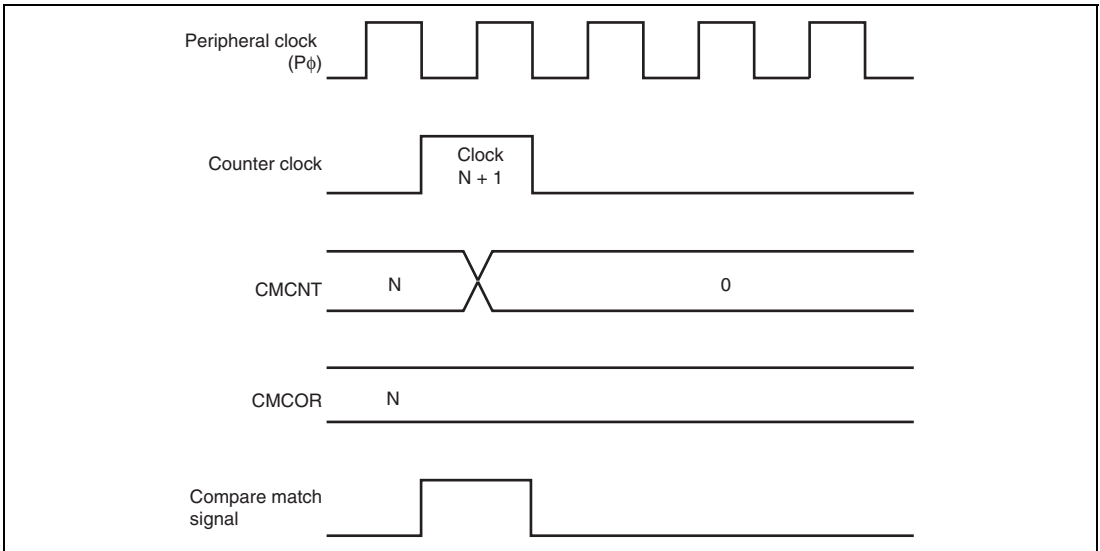 Peripheral clock
(Pϕ)
Counter clock
Clock
N + 1
CMCNT
N
0
CMCOR
N
Compare match
signal